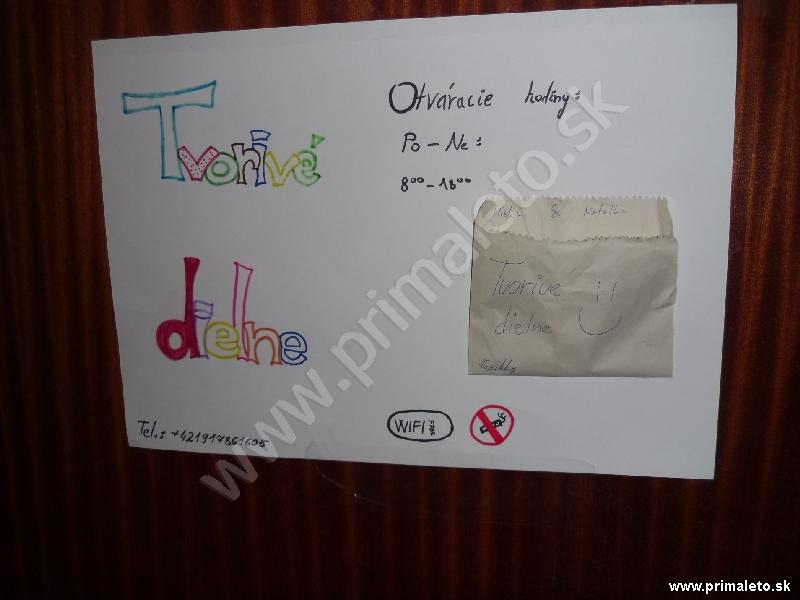 Tvorivé
dielne
Otváracie hodiny:
Po - Ne:
8⁰⁰ - 18⁰⁰
&
Tvorivé
dielne
WIFI
Tel.: +421917861605
www.primaleto.sk
www.primaleto.sk